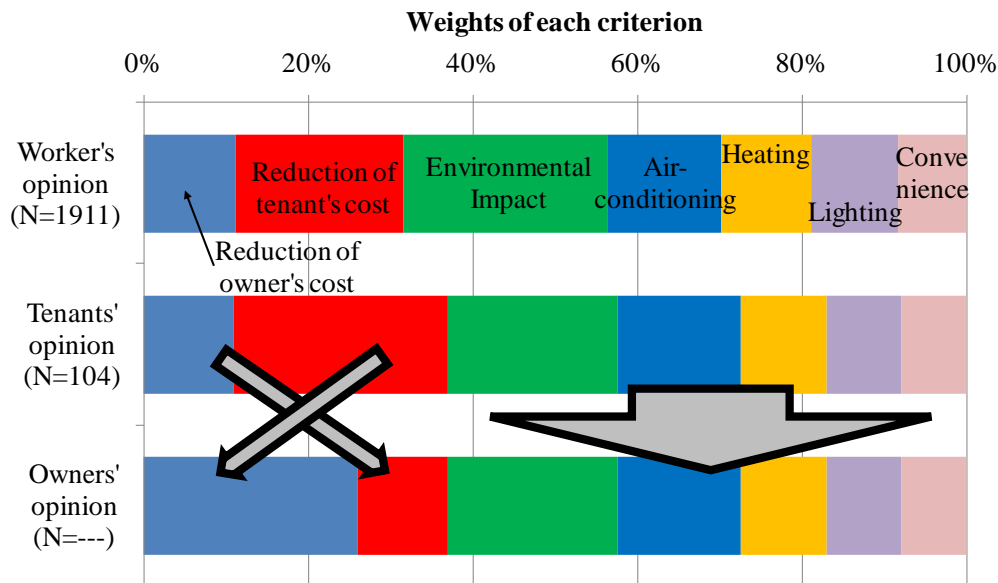 Weights of each criterion
0% 20% 40% 60% 80% 100%
Worker's
opinion
(N=1911)
Reduction of
tenant's cost
Environmental
Impact
Air-
conditioning
Heating
Lighting
Conve
nience
Reduction of
owner's cost
Tenants'
opinion
(N=104)
Owners'
opinion
(N=---)